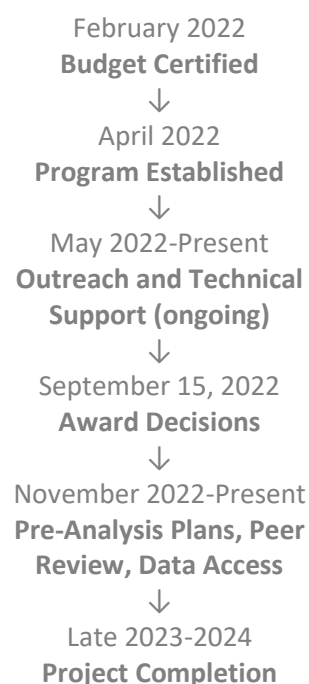 February 2022
Budget Certified
↓
April 2022
Program Established
↓
May 2022-Present
Outreach and Technical
Support (ongoing)
↓
September 15, 2022
Award Decisions
↓
November 2022-Present
Pre-Analysis Plans, Peer
Review, Data Access
↓
Late 2023-2024
Project Completion